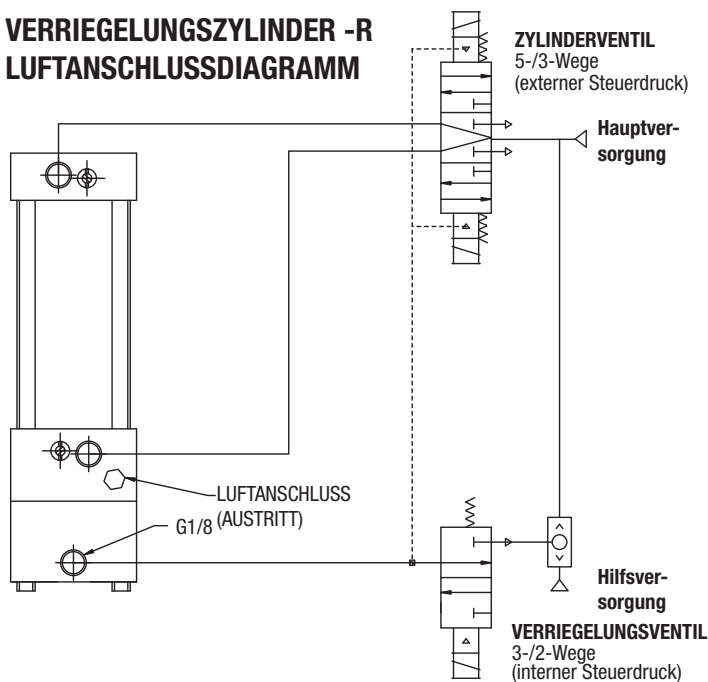 VERRIEGELUNGSZYLINDER -R
LUFTANSCHLUSSDIAGRAMM
ZYLINDERVENTIL
5-/3-Wege
(externer Steuerdruck)
Hauptver-
sorgung
LUFTANSCHLUSS
(AUSTRITT)
G1/8
Hilfsver-
sorgung
VERRIEGELUNGSVENTIL
3-/2-Wege
(interner Steuerdruck)